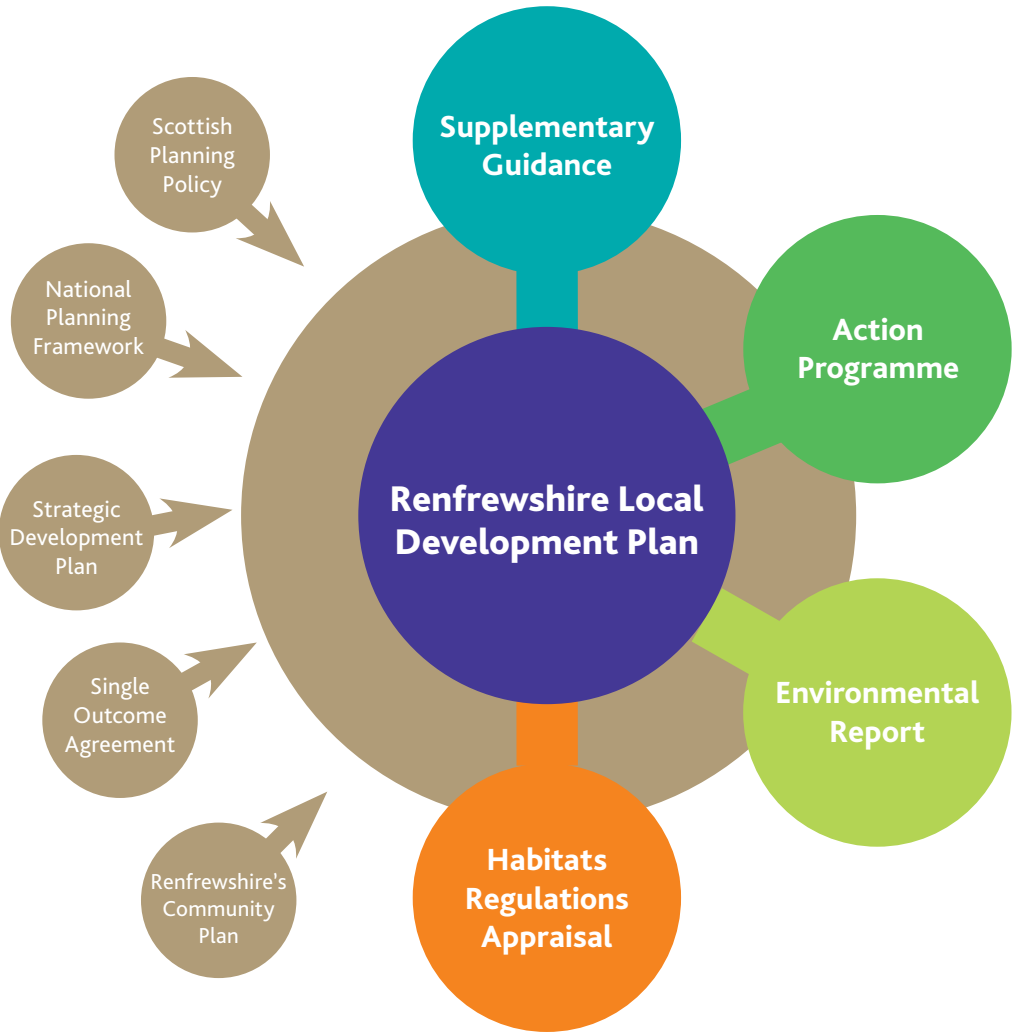 Scottish
Planning
Policy
National
Planning
Framework
Strategic
Development
Plan
Single
Outcome
Agreement
Renfrewshire's
Community
Plan
Supplementary
Guidance
Action
Programme
Renfrewshire Local
Development Plan
Environmental
Report
Habitats
Regulations
Appraisal